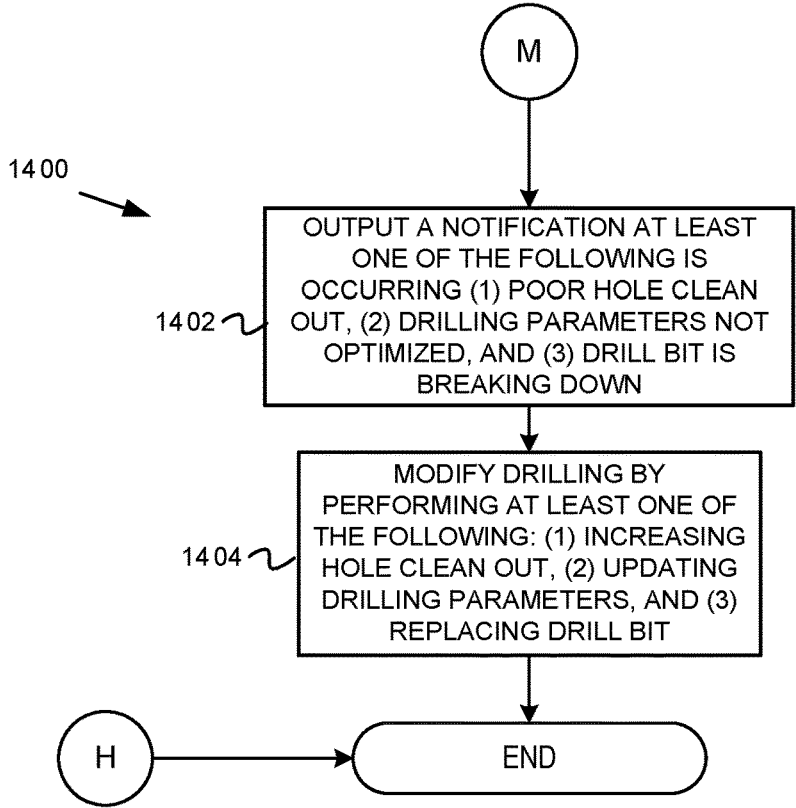 M
1400
OUTPUT A NOTIFICATION AT LEAST
ONE OF THE FOLLOWING IS
OCCURRING (1) POOR HOLE CLEAN
OUT, (2) DRILLING PARAMETERS NOT
OPTIMIZED, AND (3) DRILL BIT IS
BREAKING DOWN
1402
MODIFY DRILLING BY
PERFORMING AT LEAST ONE OF
THE FOLLOWING: (1) INCREASING
HOLE CLEAN OUT, (2) UPDATING
DRILLING PARAMETERS, AND (3)
REPLACING DRILL BIT
1404
H
END